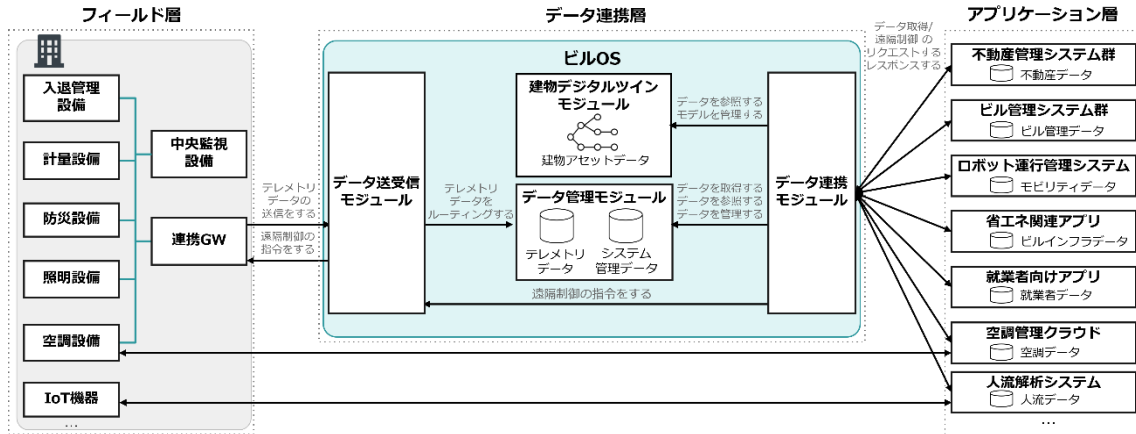 フィールド層
入退管理
設備
計量設備
防災設備
照明設備
空調設備
IoT機器
…
中央監視
設備
連携GW
テレメトリ
データの
送信をする
遠隔制御の
指令をする
データ連携層
ビルOS
データ送受信
モジュール
テレメトリ
データを
ルーティングする
建物デジタルツイン
モジュール
建物アセットデータ
データ管理モジュール
テレメトリ
データ
システム
管理データ
データを参照する
モデルを管理する
データを取得する
データを参照する
データを管理する
遠隔制御の指令をする
データ連携
モジュール
データ取得/
遠隔制御 の
リクエストする
レスポンスする
アプリケーション層
不動産管理システム群
不動産データ
ビル管理システム群
ビル管理データ
ロボット運行管理システム
モビリティデータ
省エネ関連アプリ
ビルインフラデータ
就業者向けアプリ
就業者データ
空調管理クラウド
空調データ
人流解析システム
人流データ
…